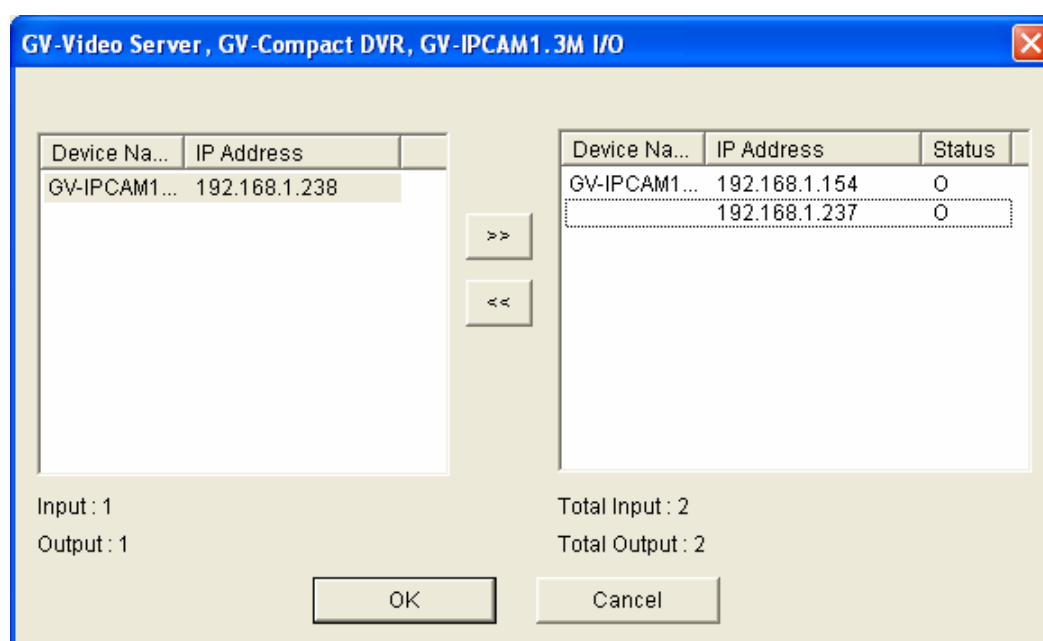 GV-Video Server, GV-Compact DVR, GV-IPCAM1.3M I/O
Device Na... IP Address
GV-IPCAM1... 192.168.1.238
>>
<<
Device Na... IP Address Status
GV-IPCAM1... 192.168.1.154 O
192.168.1.237 O
Input : 1
Output : 1
Total Input : 2
Total Output : 2
OK
Cancel